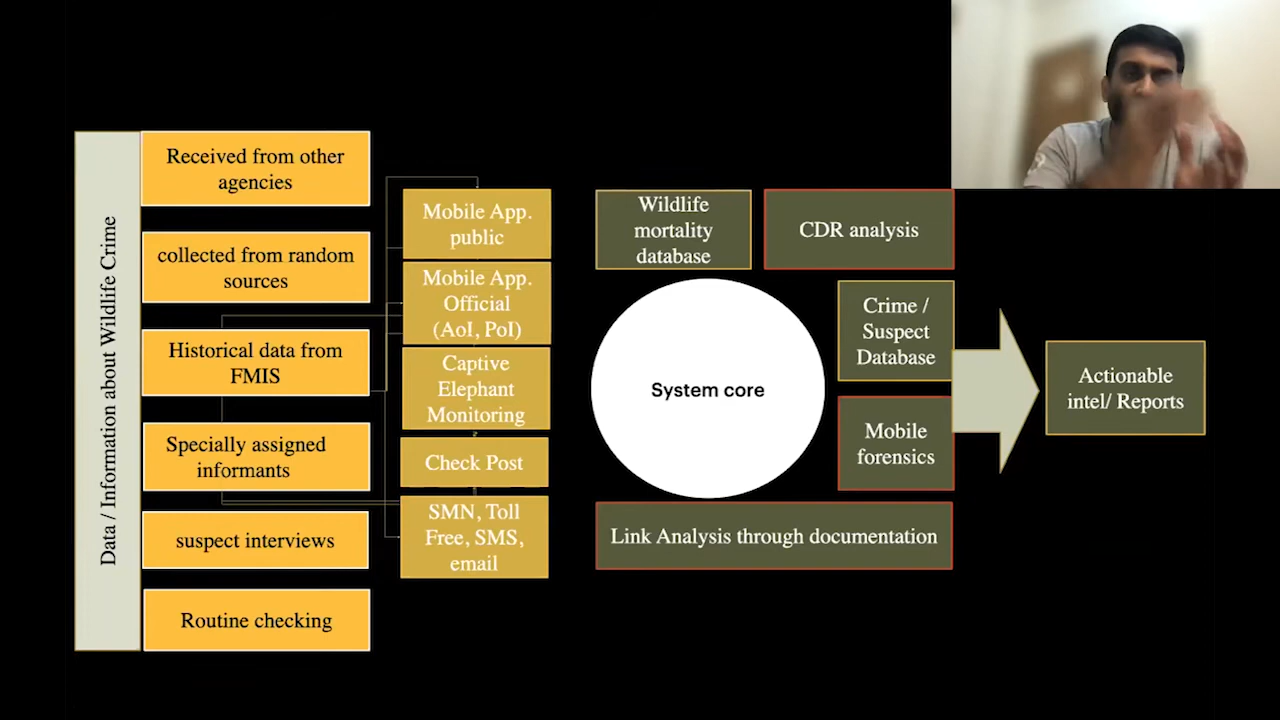 Data / Information about Wildlife Crime
Received from other
agencies
collected from random
sources
Historical data from
FMIS
Specially assigned
informants
suspect interviews
Routine checking
Mobile App.
public
Mobile App.
Official
(AoI, PoI)
Captive
Elephant
Monitoring
Check Post
SMN, Toll
Free, SMS,
email
Wildlife
mortality
database
CDR analysis
System core
Crime /
Suspect
Database
Mobile
forensics
Link Analysis through documentation
Actionable
intel/ Reports